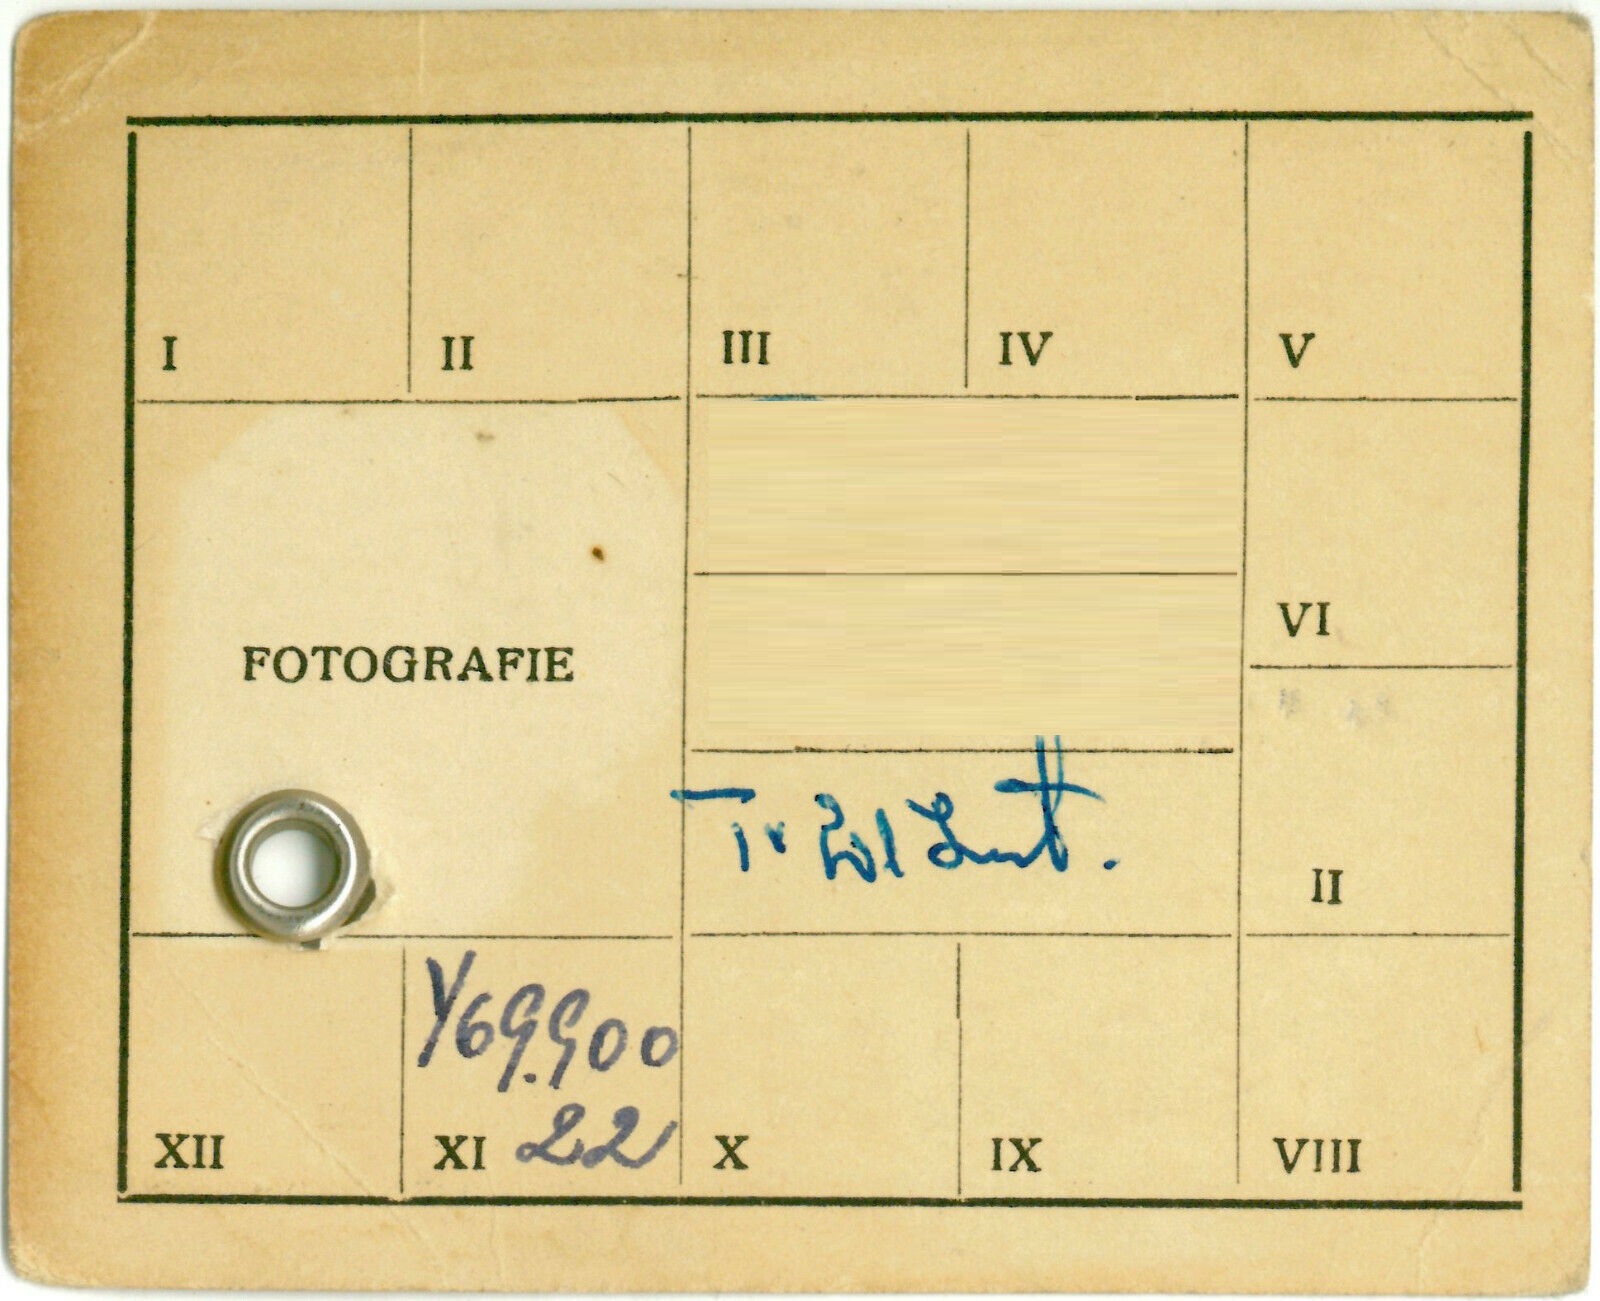 I II III IV V
VI
FOTOGRAFIE
II
Y69.900
XII XI 22 X IX VIII